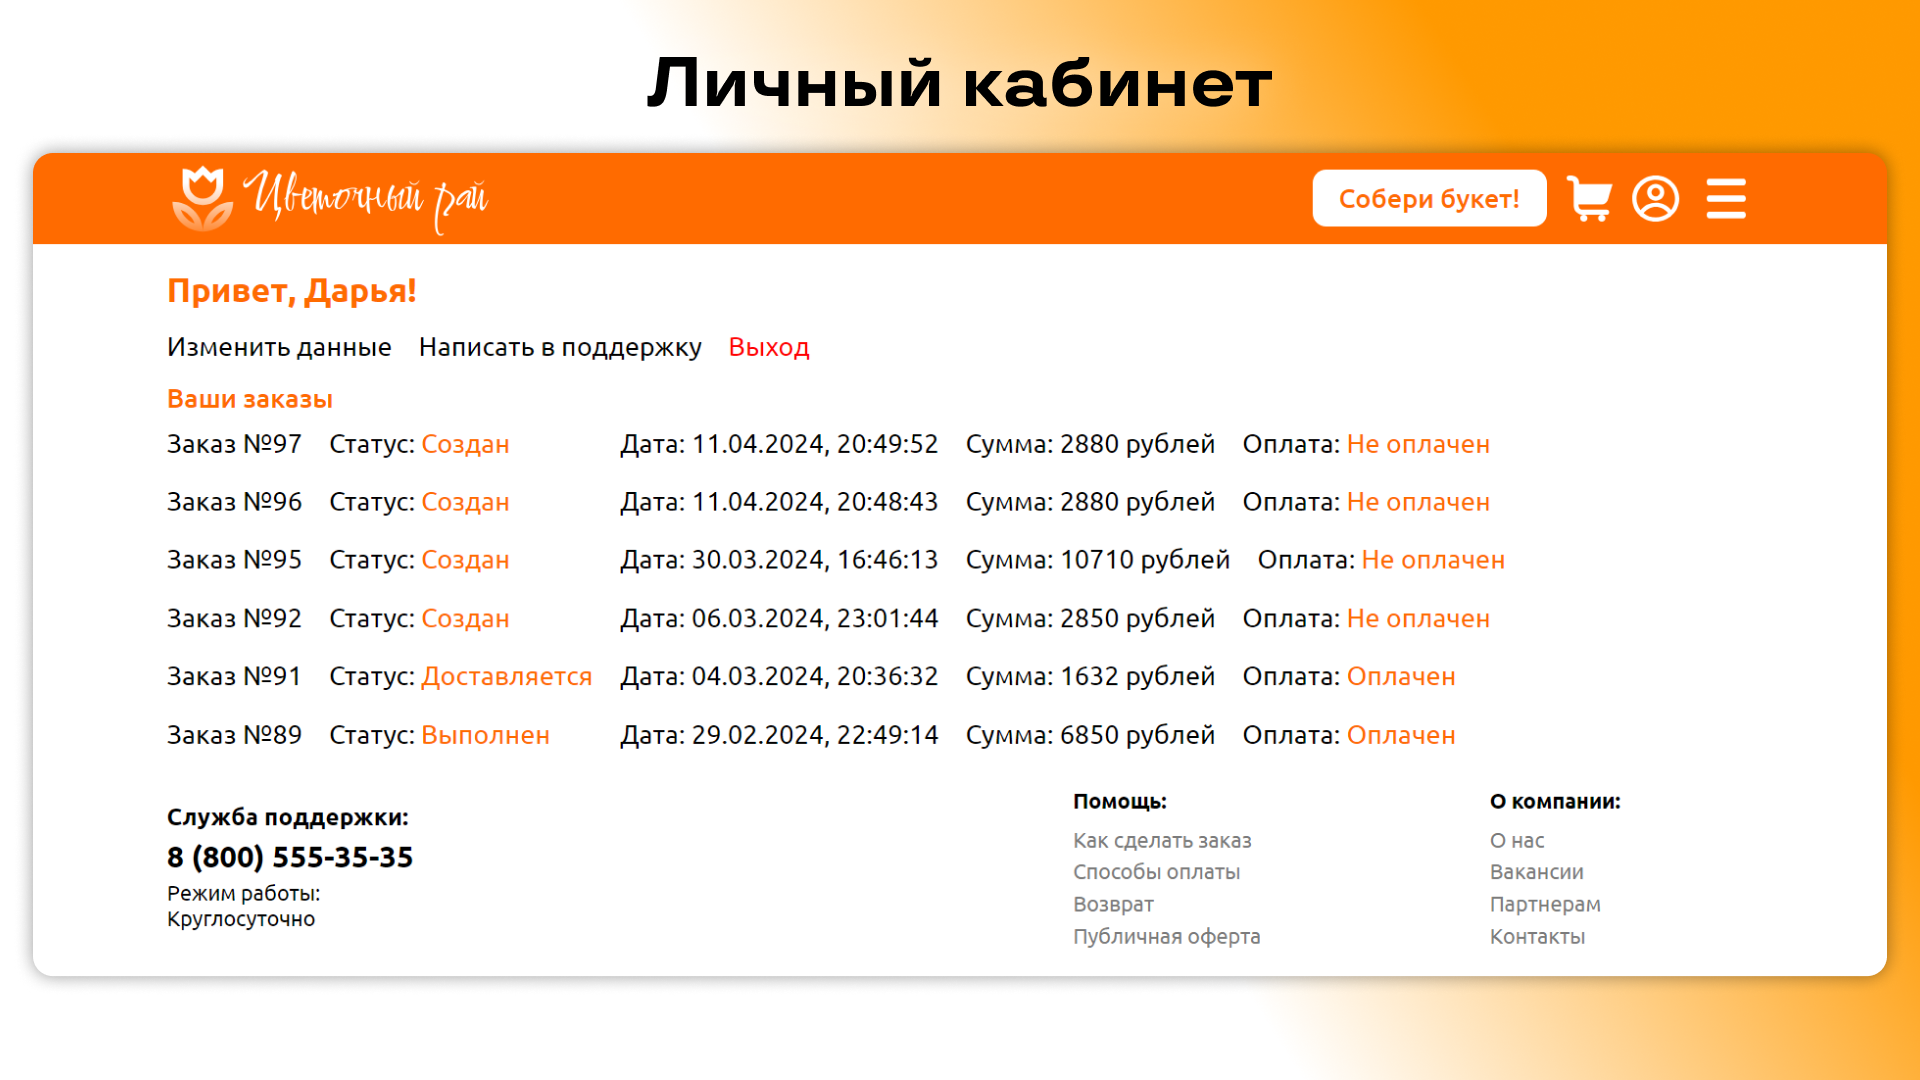 Личный кабинет
Цветочный рай
Собери букет!
Привет, Дарья!
Изменить данные Написать в поддержку Выход
Ваши заказы
Заказ №97 Статус: Создан Дата: 11.04.2024, 20:49:52 Сумма: 2880 рублей Оплата: Не оплачен
Заказ №96 Статус: Создан Дата: 11.04.2024, 20:48:43 Сумма: 2880 рублей Оплата: Не оплачен
Заказ №95 Статус: Создан Дата: 30.03.2024, 16:46:13 Сумма: 10710 рублей Оплата: Не оплачен
Заказ №92 Статус: Создан Дата: 06.03.2024, 23:01:44 Сумма: 2850 рублей Оплата: Не оплачен
Заказ №91 Статус: Доставляется Дата: 04.03.2024, 20:36:32 Сумма: 1632 рублей Оплата: Оплачен
Заказ №89 Статус: Выполнен Дата: 29.02.2024, 22:49:14 Сумма: 6850 рублей Оплата: Оплачен
Служба поддержки:
8 (800) 555-35-35
Режим работы:
Круглосуточно
Помощь:
Как сделать заказ
Способы оплаты
Возврат
Публичная оферта
О компании:
О нас
Вакансии
Партнерам
Контакты